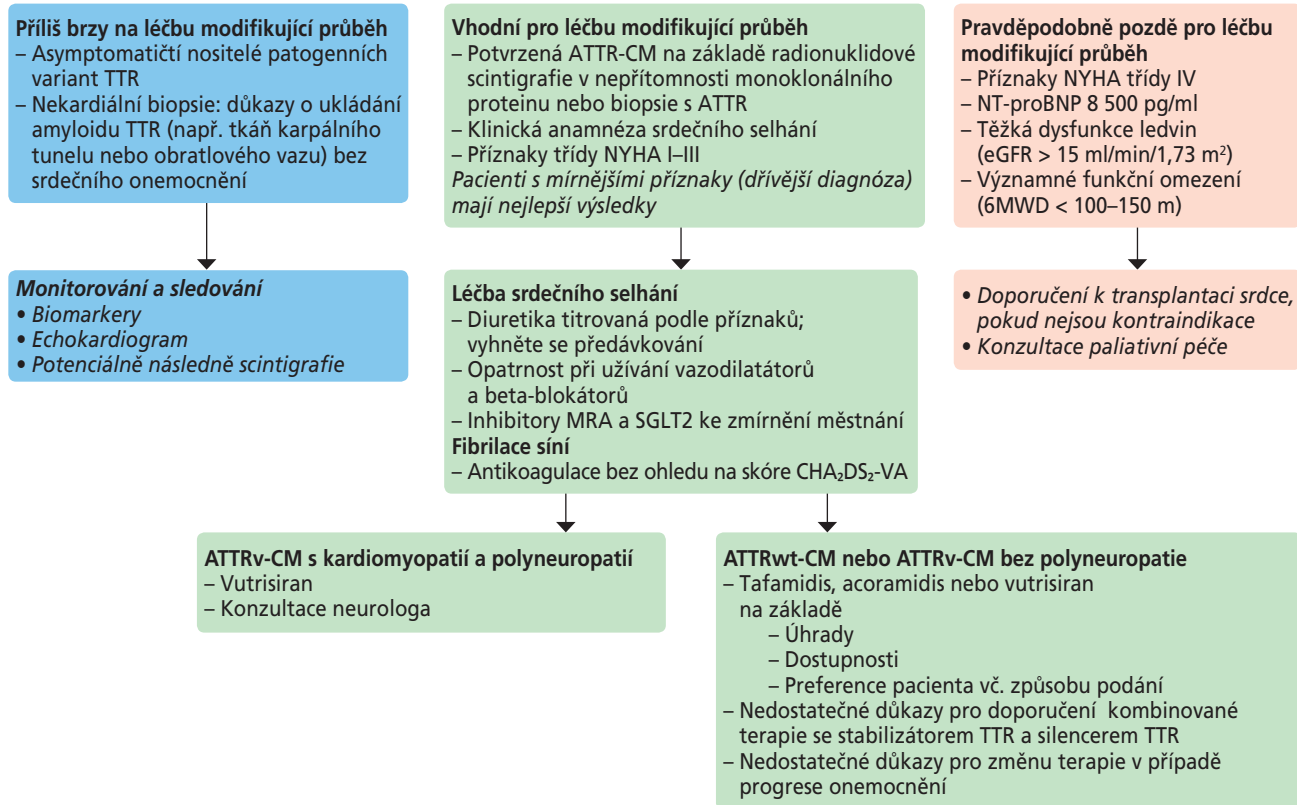 Příliš brzy na léčbu modifikující průběh
– Asymptomatičtí nositelé patogenních
variant TTR
– Nekardiální biopsie: důkazy o ukládání
amyloidu TTR (např. tkáň karpálního
tunelu nebo obratlového vazu) bez
srdečního onemocnění
Vhodní pro léčbu modifikující průběh
– Potvrzená ATTR-CM na základě radionuklidové
scintigrafie v nepřítomnosti monoklonálního
proteinu nebo biopsie s ATTR
– Klinická anamnéza srdečního selhání
– Příznaky třídy NYHA I–III
Pacienti s mírnějšími příznaky (dřívější diagnóza)
mají nejlepší výsledky
Pravděpodobně pozdě pro léčbu
modifikující průběh
– Příznaky NYHA třídy IV
– NT-proBNP 8 500 pg/ml
– Těžká dysfunkce ledvin
(eGFR > 15 ml/min/1,73 m²)
– Významné funkční omezení
(6MWD < 100–150 m)
Monitorování a sledování
• Biomarkery
• Echokardiogram
• Potenciálně následně scintigrafie
Léčba srdečního selhání
– Diuretika titrovaná podle příznaků;
vyhněte se předávkování
– Opatrnost při užívání vazodilatátorů
a beta-blokátorů
– Inhibitory MRA a SGLT2 ke zmírnění městnání
Fibrilace síní
– Antikoagulace bez ohledu na skóre CHA₂DS₂-VA
• Doporučení k transplantaci srdce,
pokud nejsou kontraindikace
• Konzultace paliativní péče
ATTRv-CM s kardiomyopatií a polyneuropatií
– Vutrisiran
– Konzultace neurologa
ATTRwt-CM nebo ATTRv-CM bez polyneuropatie
– Tafamidis, acoramidis nebo vutrisiran
na základě
– Úhrady
– Dostupnosti
– Preference pacienta vč. způsobu podání
– Nedostatečné důkazy pro doporučení kombinované
terapie se stabilizátorem TTR a silencerem TTR
– Nedostatečné důkazy pro změnu terapie v případě
progrese onemocnění